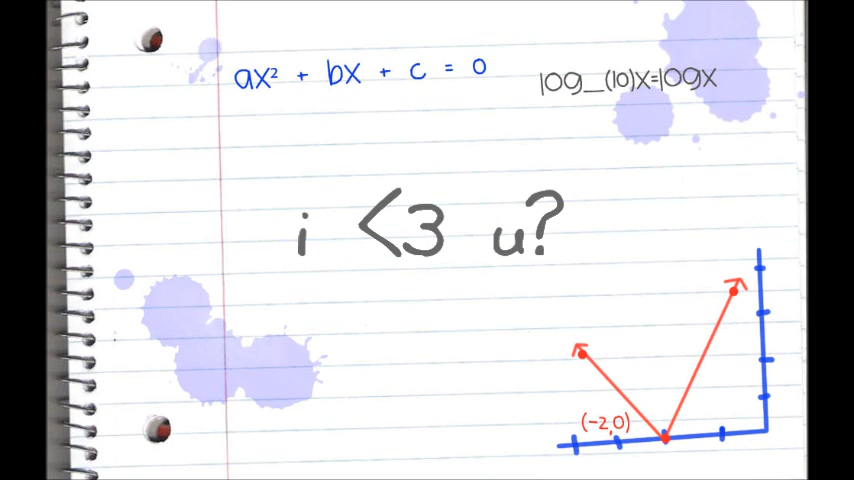 ax² + bx + c = 0
log_(10)x=logx
i <3 u?
(-2,0)